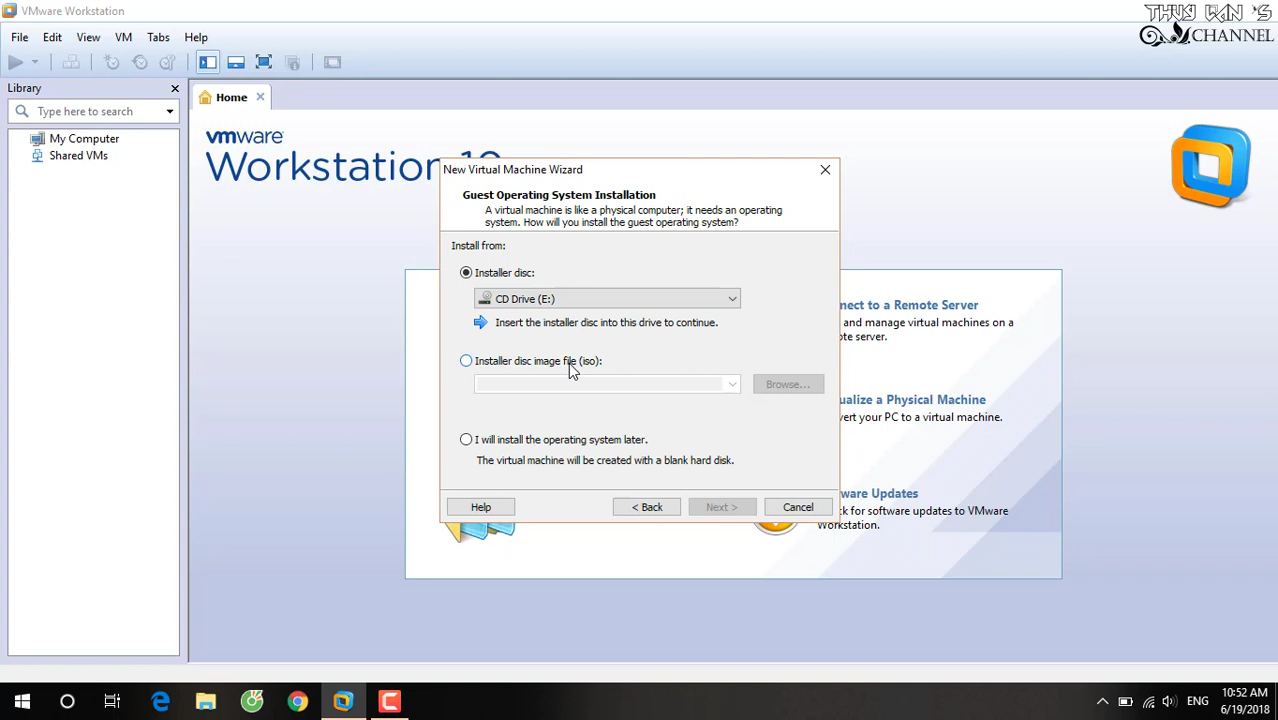 VMware Workstation
THUY WIN'S
CHANNEL
File Edit View VM Tabs Help
Library
Type here to search
My Computer
Shared VMs
Home
vmware
Workstation
New Virtual Machine Wizard
Guest Operating System Installation
A virtual machine is like a physical computer; it needs an operating
system. How will you install the guest operating system?
Install from:
Installer disc:
CD Drive (E:)
Insert the installer disc into this drive to continue.
Installer disc image file (iso):
Browse...
I will install the operating system later.
The virtual machine will be created with a blank hard disk.
Help < Back Next > Cancel
nect to a Remote Server
and manage virtual machines on a
ote server.
ualize a Physical Machine
vert your PC to a virtual machine.
ware Updates
ck for software updates to VMware
Workstation.
ENG
10:52 AM
6/19/2018